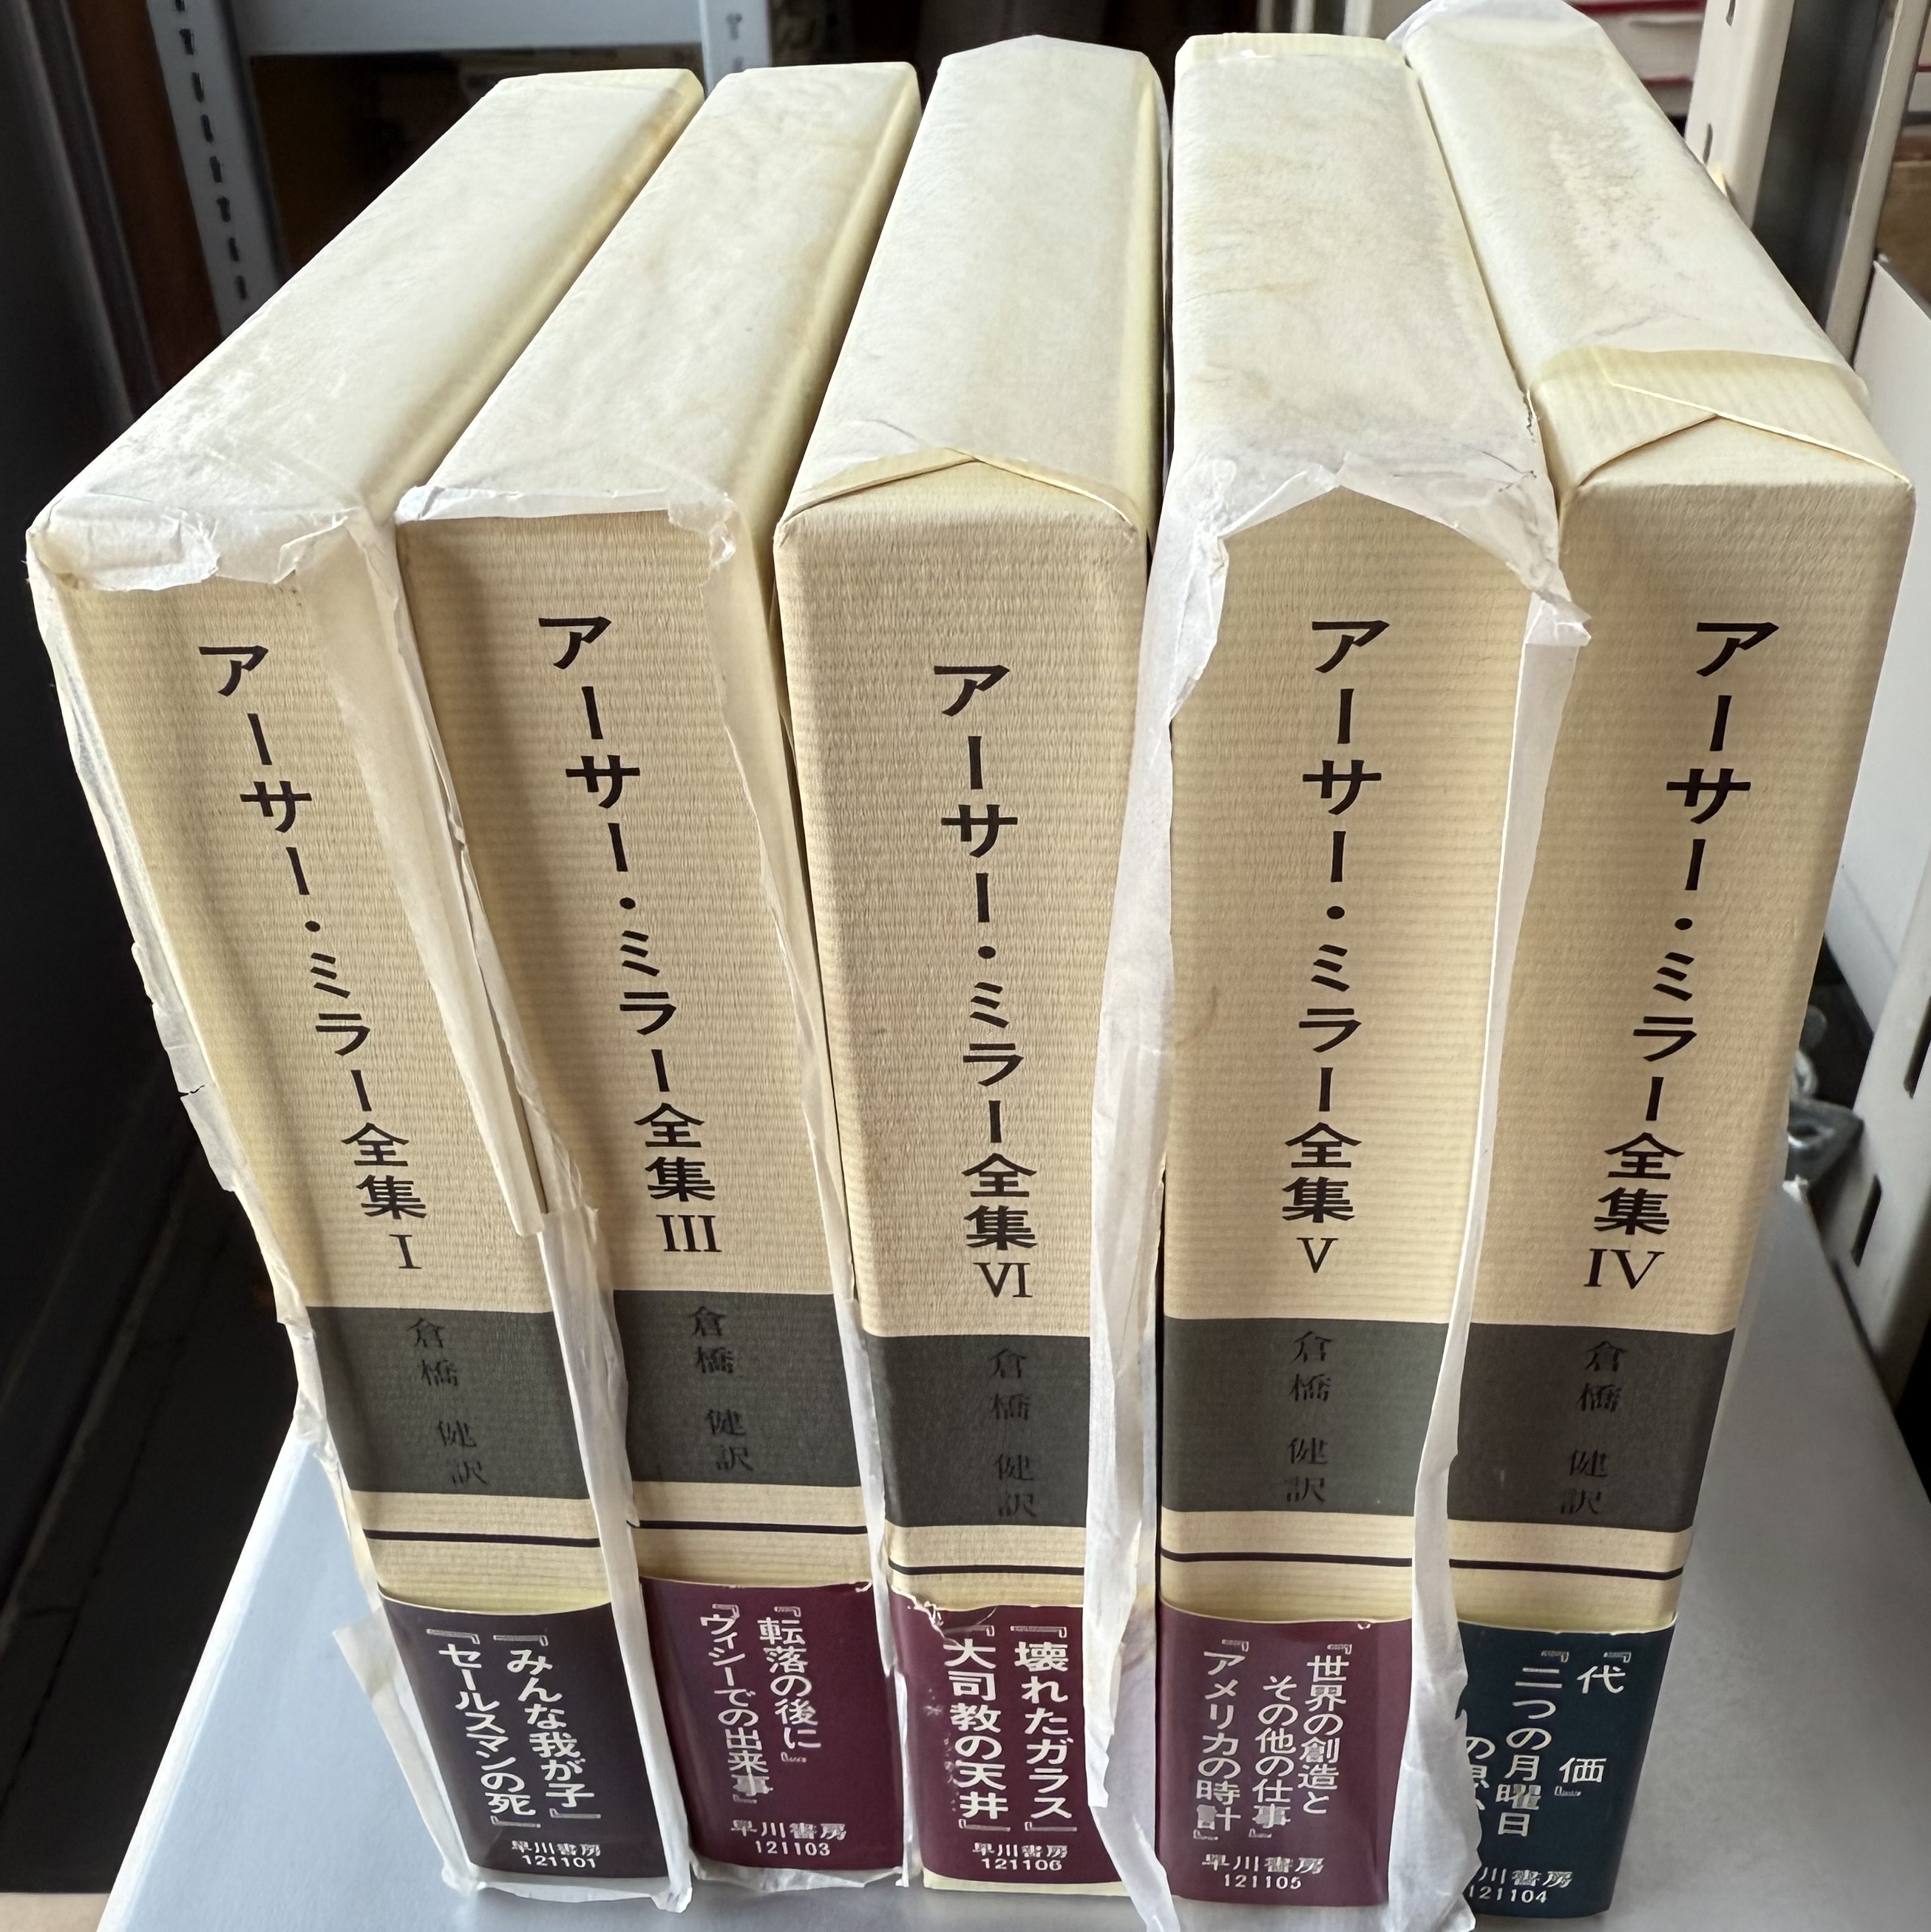 アーサー・ミラー全集 I
倉橋 健 訳
『みんな我が子』
『セールスマンの死』
早川書房
121101
アーサー・ミラー全集 III
倉橋 健 訳
『転落の後に』
『ヴィシーでの出来事』
早川書房
121103
アーサー・ミラー全集 VI
倉橋 健 訳
『壊れたガラス』
『大司教の天井』
早川書房
121106
アーサー・ミラー全集 V
倉橋 健 訳
『世界の創造と
その他の仕事』
『アメリカの時計』
早川書房
121105
アーサー・ミラー全集 IV
倉橋 健 訳
『代 価』
『二つの月曜日
の
川書房
121104